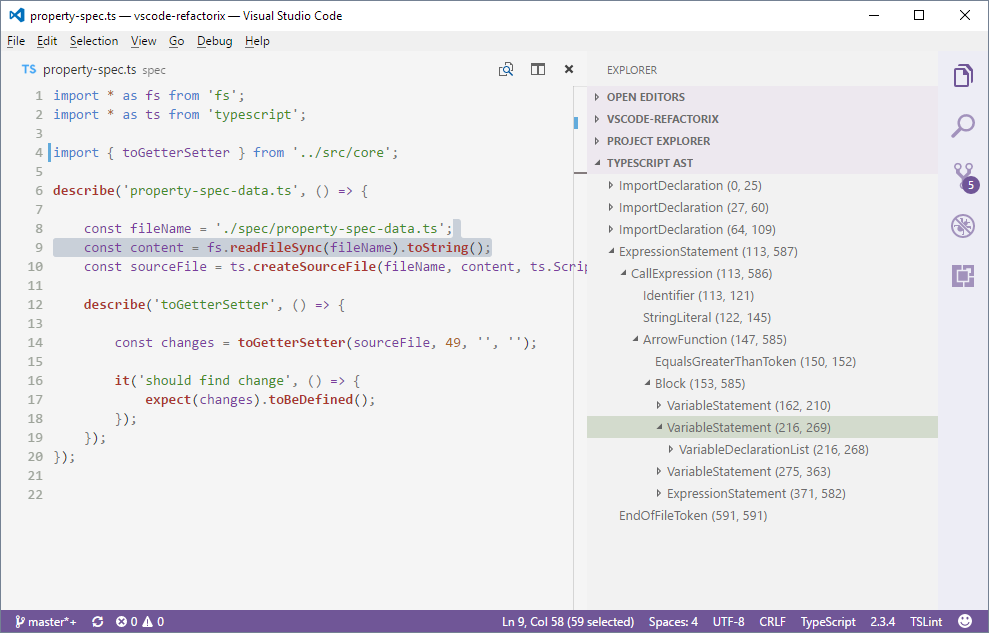 property-spec.ts — vscode-refactorix — Visual Studio Code
File Edit Selection View Go Debug Help
TS property-spec.ts spec
1 import * as fs from 'fs';
2 import * as ts from 'typescript';
3
4 import { toGetterSetter } from '../src/core';
5
6 describe('property-spec-data.ts', () => {
7
8 const fileName = './spec/property-spec-data.ts';
9 const content = fs.readFileSync(fileName).toString();
10 const sourceFile = ts.createSourceFile(fileName, content, ts.Scrip
11
12 describe('toGetterSetter', () => {
13
14 const changes = toGetterSetter(sourceFile, 49, '', '');
15
16 it('should find change', () => {
17 expect(changes).toBeDefined();
18 });
19 });
20 });
21
22
EXPLORER
OPEN EDITORS
VSCODE-REFACTORIX
PROJECT EXPLORER
TYPESCRIPT AST
ImportDeclaration (0, 25)
ImportDeclaration (27, 60)
ImportDeclaration (64, 109)
ExpressionStatement (113, 587)
CallExpression (113, 586)
Identifier (113, 121)
StringLiteral (122, 145)
ArrowFunction (147, 585)
EqualsGreaterThanToken (150, 152)
Block (153, 585)
VariableStatement (162, 210)
VariableStatement (216, 269)
VariableDeclarationList (216, 268)
VariableStatement (275, 363)
ExpressionStatement (371, 582)
EndOfFileToken (591, 591)
5
master*+ 0 0 Ln 9, Col 58 (59 selected) Spaces: 4 UTF-8 CRLF TypeScript 2.3.4 TSLint